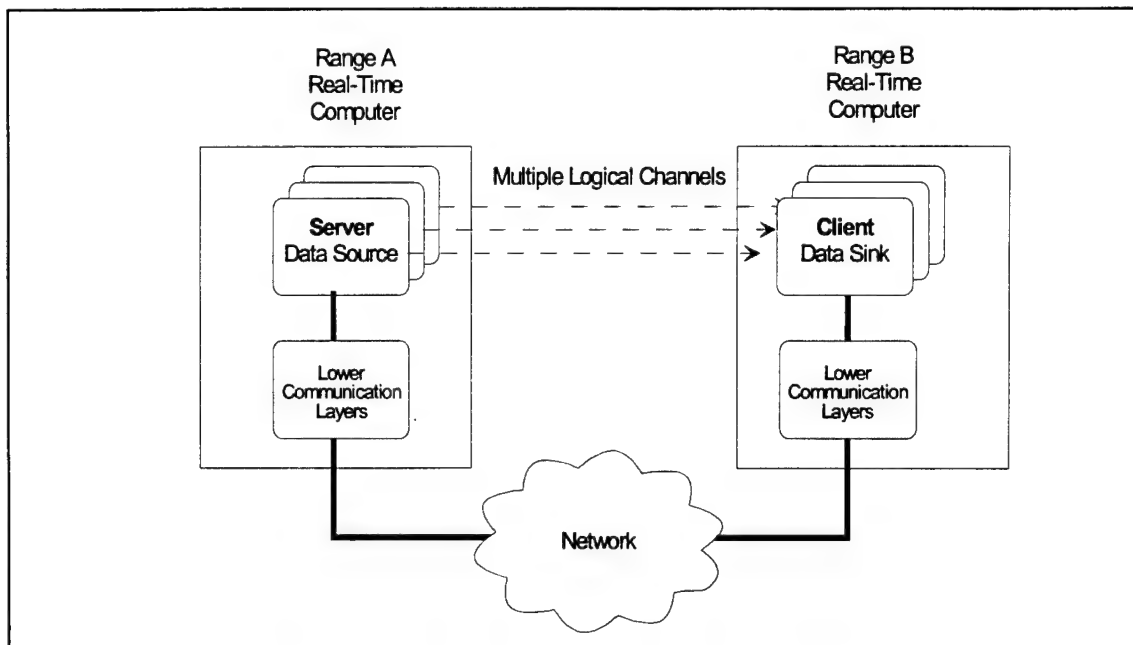 Range A
Real-Time
Computer
Range B
Real-Time
Computer
Multiple Logical Channels
Server
Data Source
Client
Data Sink
Lower
Communication
Layers
Lower
Communication
Layers
Network